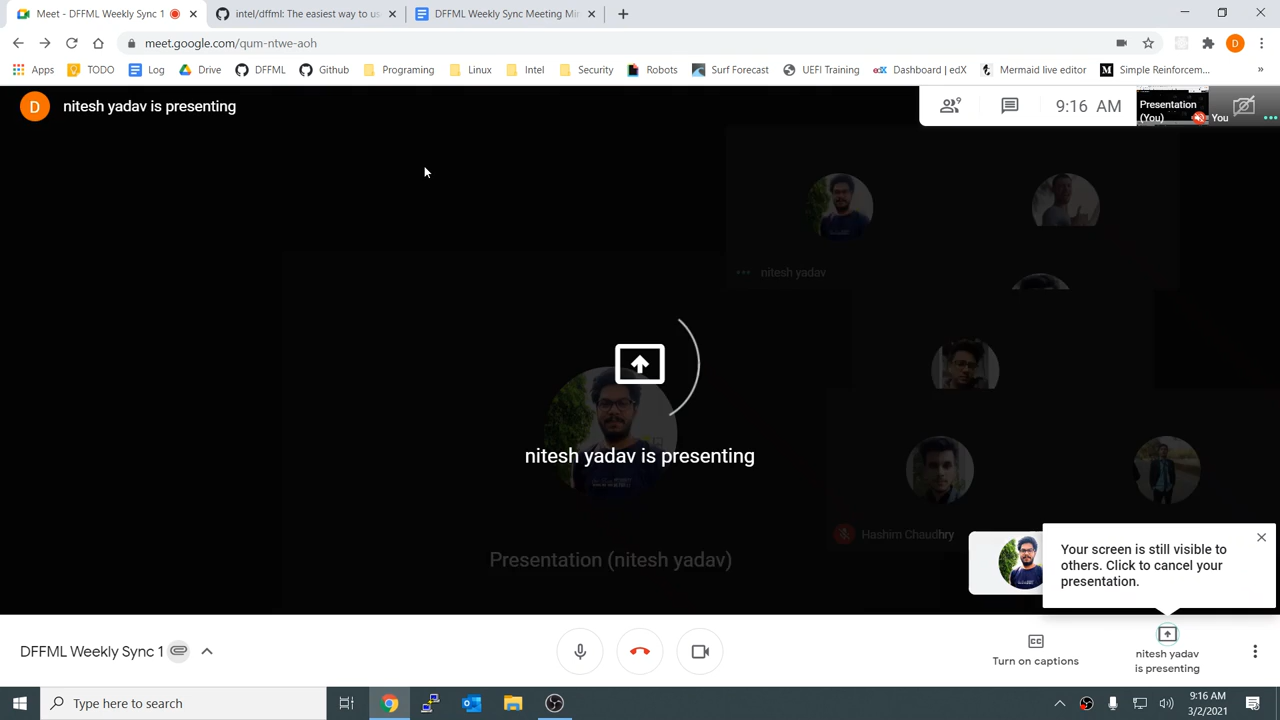 Meet - DFFML Weekly Sync 1
intel/dffml: The easiest way to us
DFFML Weekly Sync Meeting Min
meet.google.com/qum-ntwe-aoh
D
Apps
TODO
Log
Drive
DFFML
Github
Programing
Linux
Intel
Security
Robots
Surf Forecast
UEFI Training
Dashboard | edX
Mermaid live editor
Simple Reinforcem...
D
nitesh yadav is presenting
9
9:16 AM
Presentation
(You)
You
nitesh yadav
nitesh yadav is presenting
Hashim Chaudhry
Presentation (nitesh yadav)
Your screen is still visible to
others. Click to cancel your
presentation.
DFFML Weekly Sync 1
CC
Turn on captions
nitesh yadav
is presenting
Type here to search
9:16 AM
3/2/2021